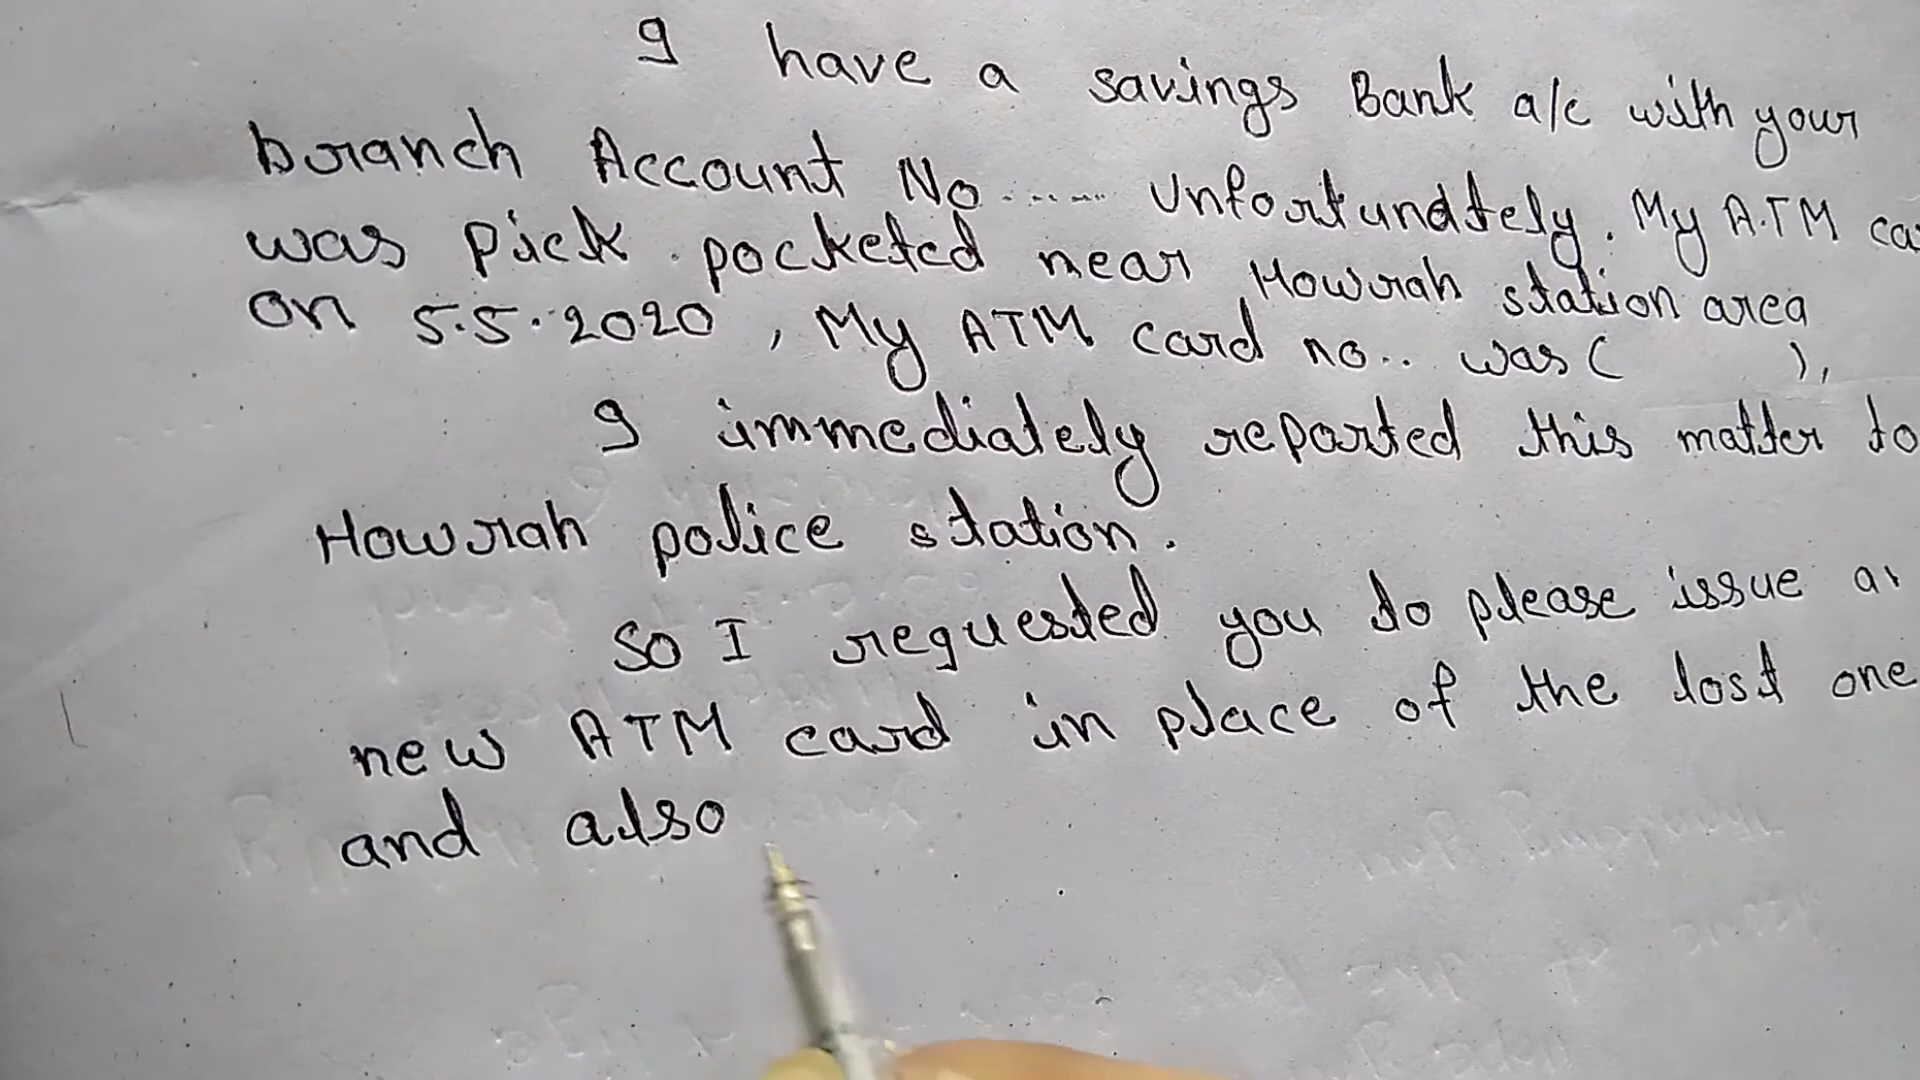 I have a savings Bank a/c with your
branch Account No...... Unfortunately. My A.TM ca
was pick pocketed near Howrah station area
on 5.5.2020, My ATM card no.. was ( ),
I immediately reported this matter to
Howrah police station.
So I requested you to please issue a
new ATM card in place of the lost one
and also